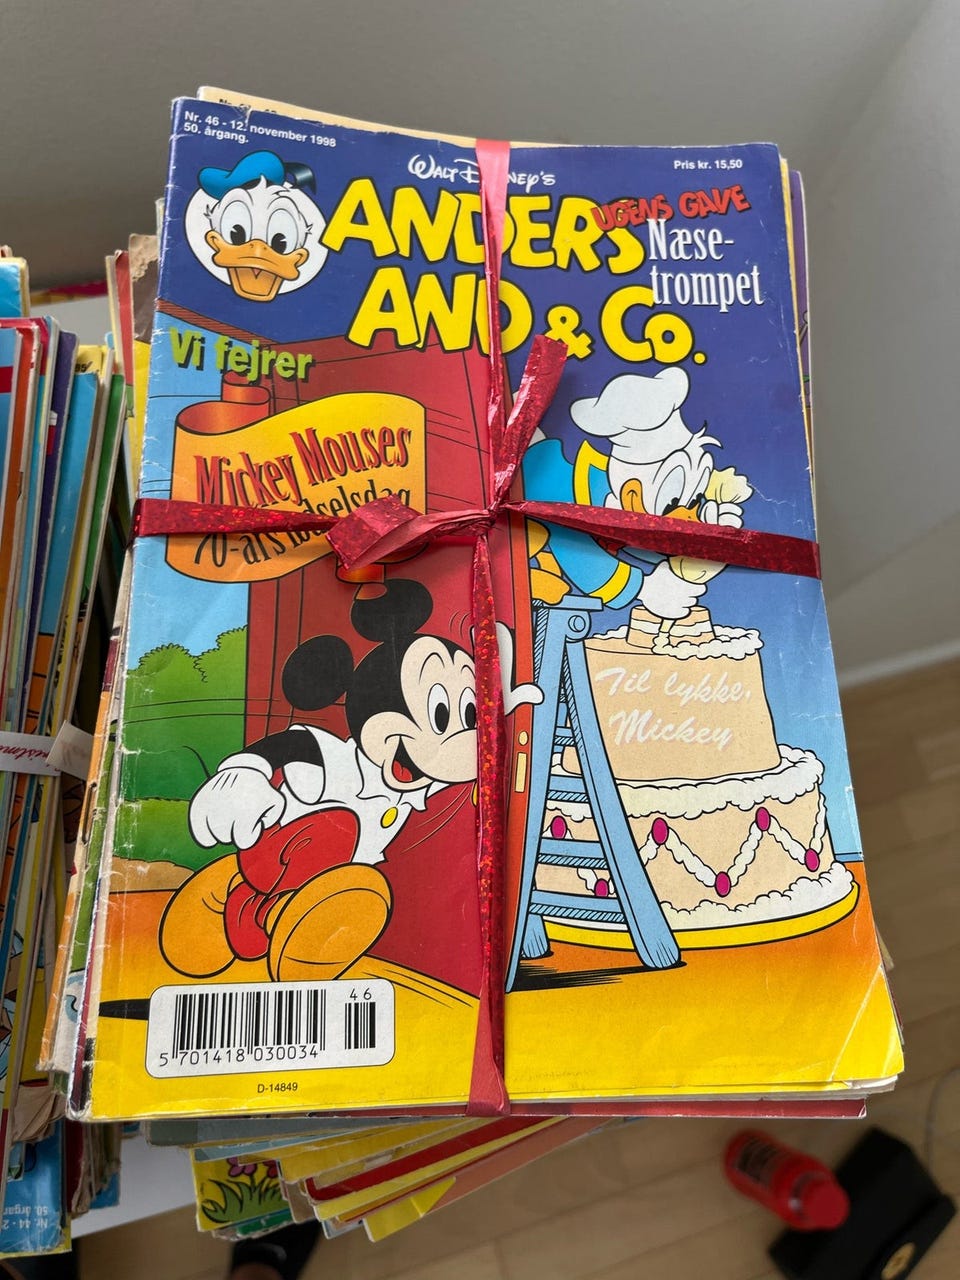 Nr. 46 - 12. november 1998
50. årgang.
Pris kr. 15,50
WALT DISNEY'S
ANDERS
AND & Co.
UGENS GAVE
Næse-
trompet
Vi fejrer
Mickey Mouses
70-års fødselsdag
Til lykke,
Mickey
46
5 701418 030034
D-14849